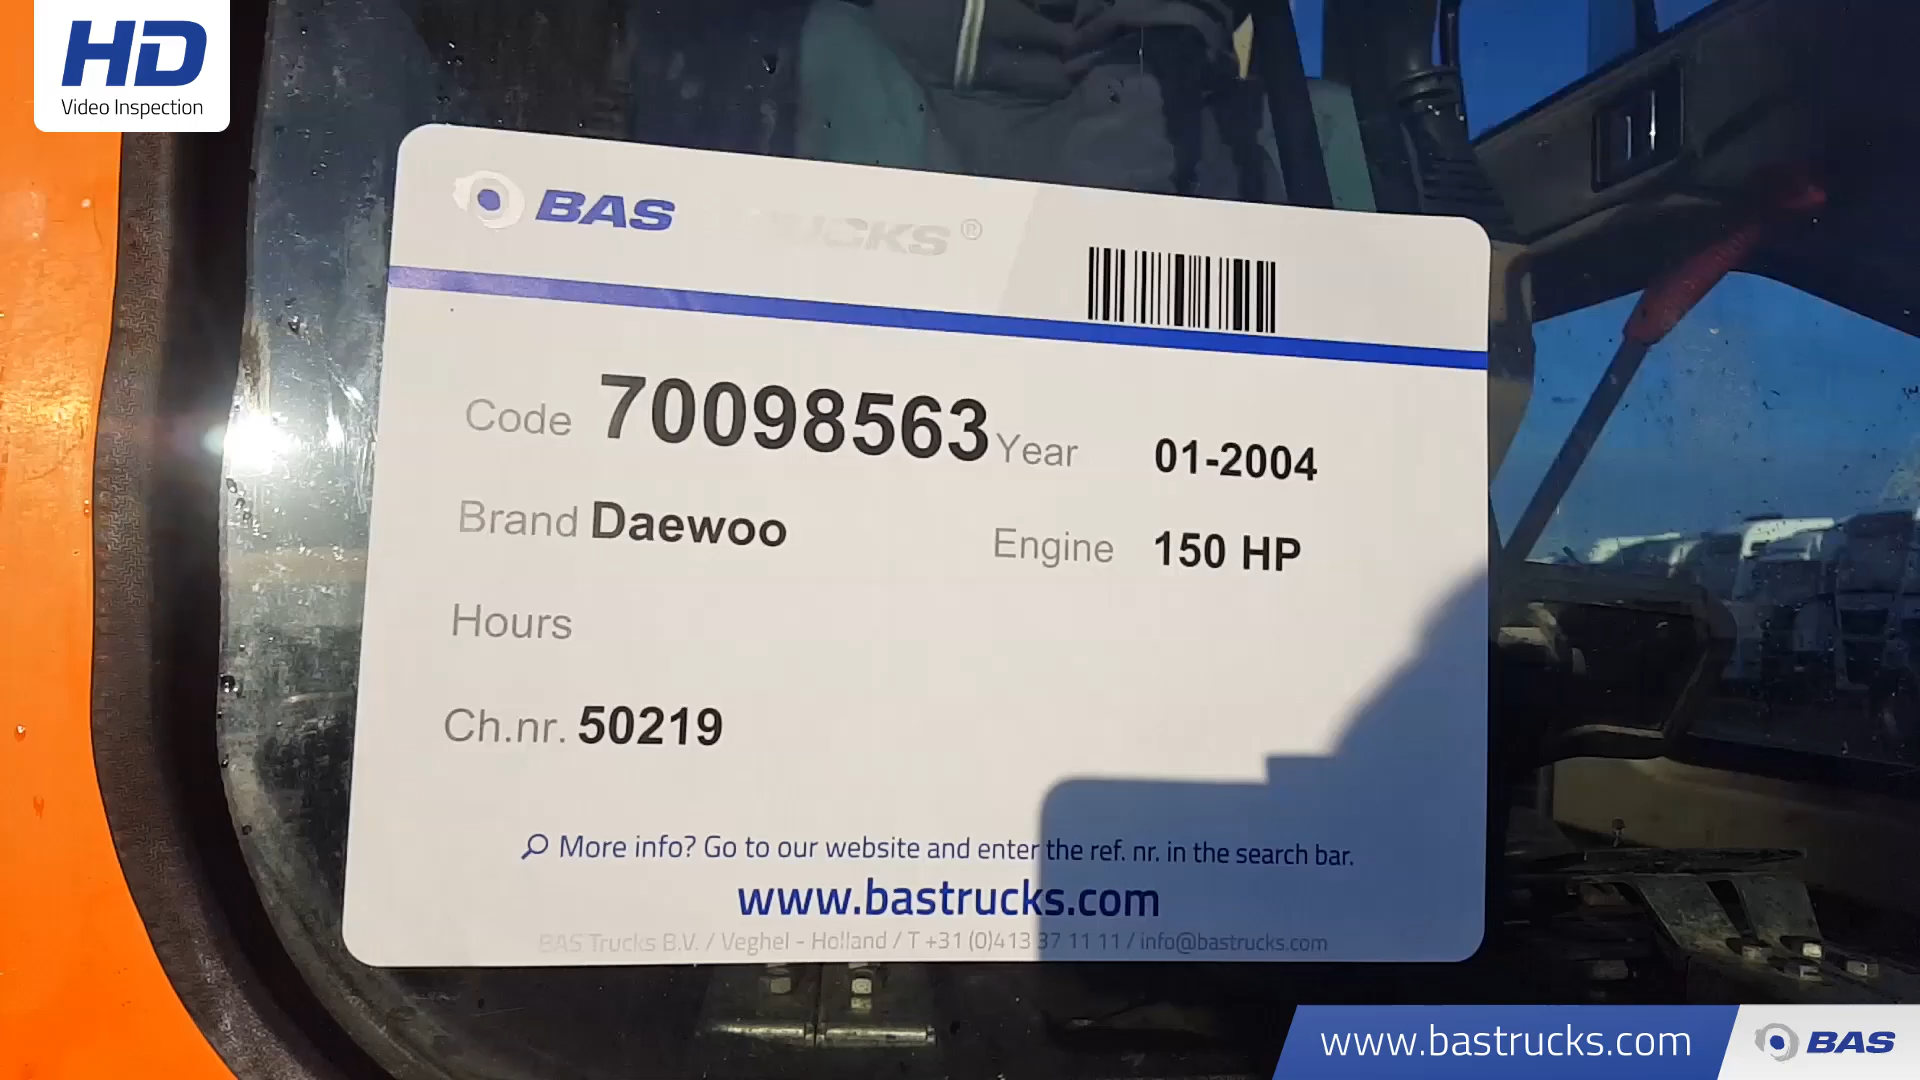 HD
Video Inspection
BAS TRUCKS®
Code 70098563 Year 01-2004
Brand Daewoo Engine 150 HP
Hours
Ch.nr. 50219
More info? Go to our website and enter the ref. nr. in the search bar.
www.bastrucks.com
BAS Trucks B.V. / Veghel - Holland / T +31 (0)413 37 11 11 / info@bastrucks.com
www.bastrucks.com BAS